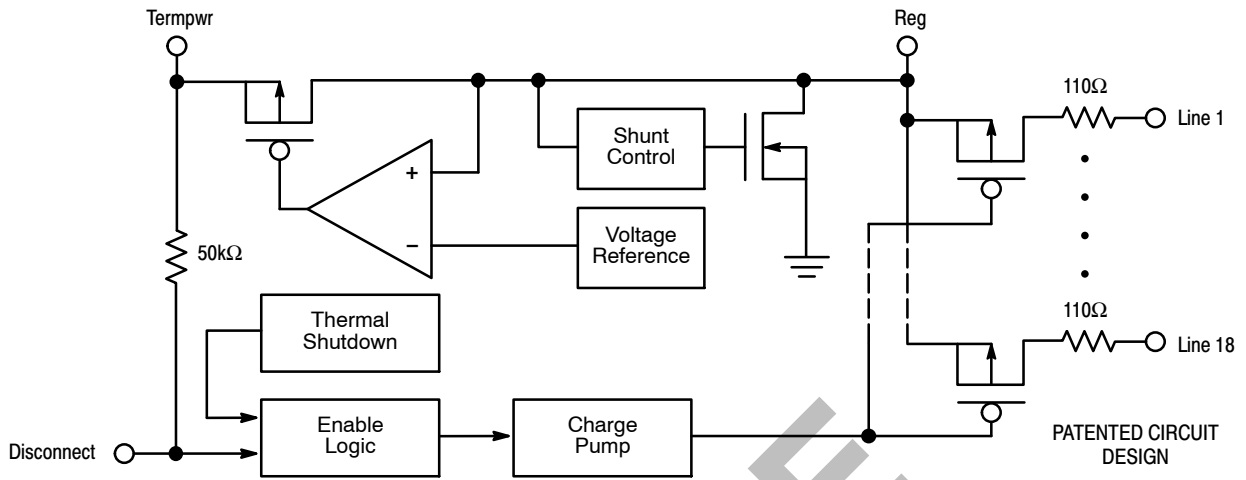 Termpwr
Reg
110Ω
Line 1
Shunt
Control
+
−
Voltage
Reference
50kΩ
Thermal
Shutdown
110Ω
Line 18
Disconnect
Enable
Logic
Charge
Pump
PATENTED CIRCUIT
DESIGN